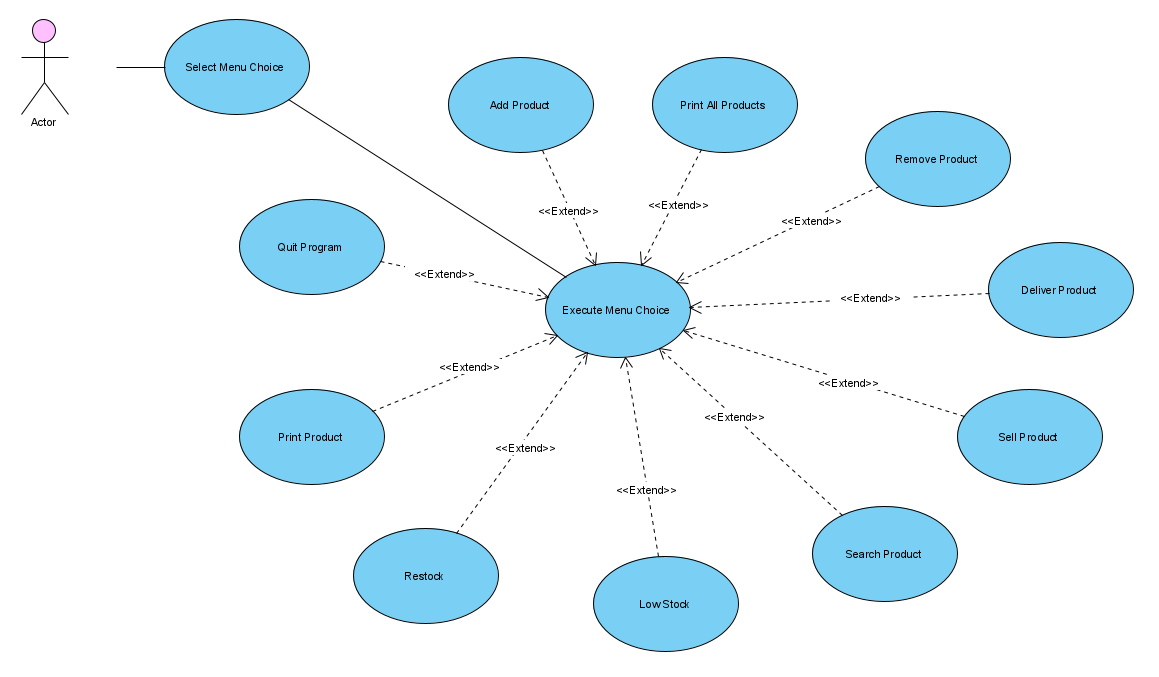 Select Menu Choice
Actor
Add Product
Print All Products
Remove Product
<<Extend>>
<<Extend>>
<<Extend>>
Quit Program
<<Extend>>
Deliver Product
<<Extend>>
Execute Menu Choice
<<Extend>>
<<Extend>>
<<Extend>>
Print Product
Sell Product
<<Extend>>
<<Extend>>
Search Product
Restock
Low Stock